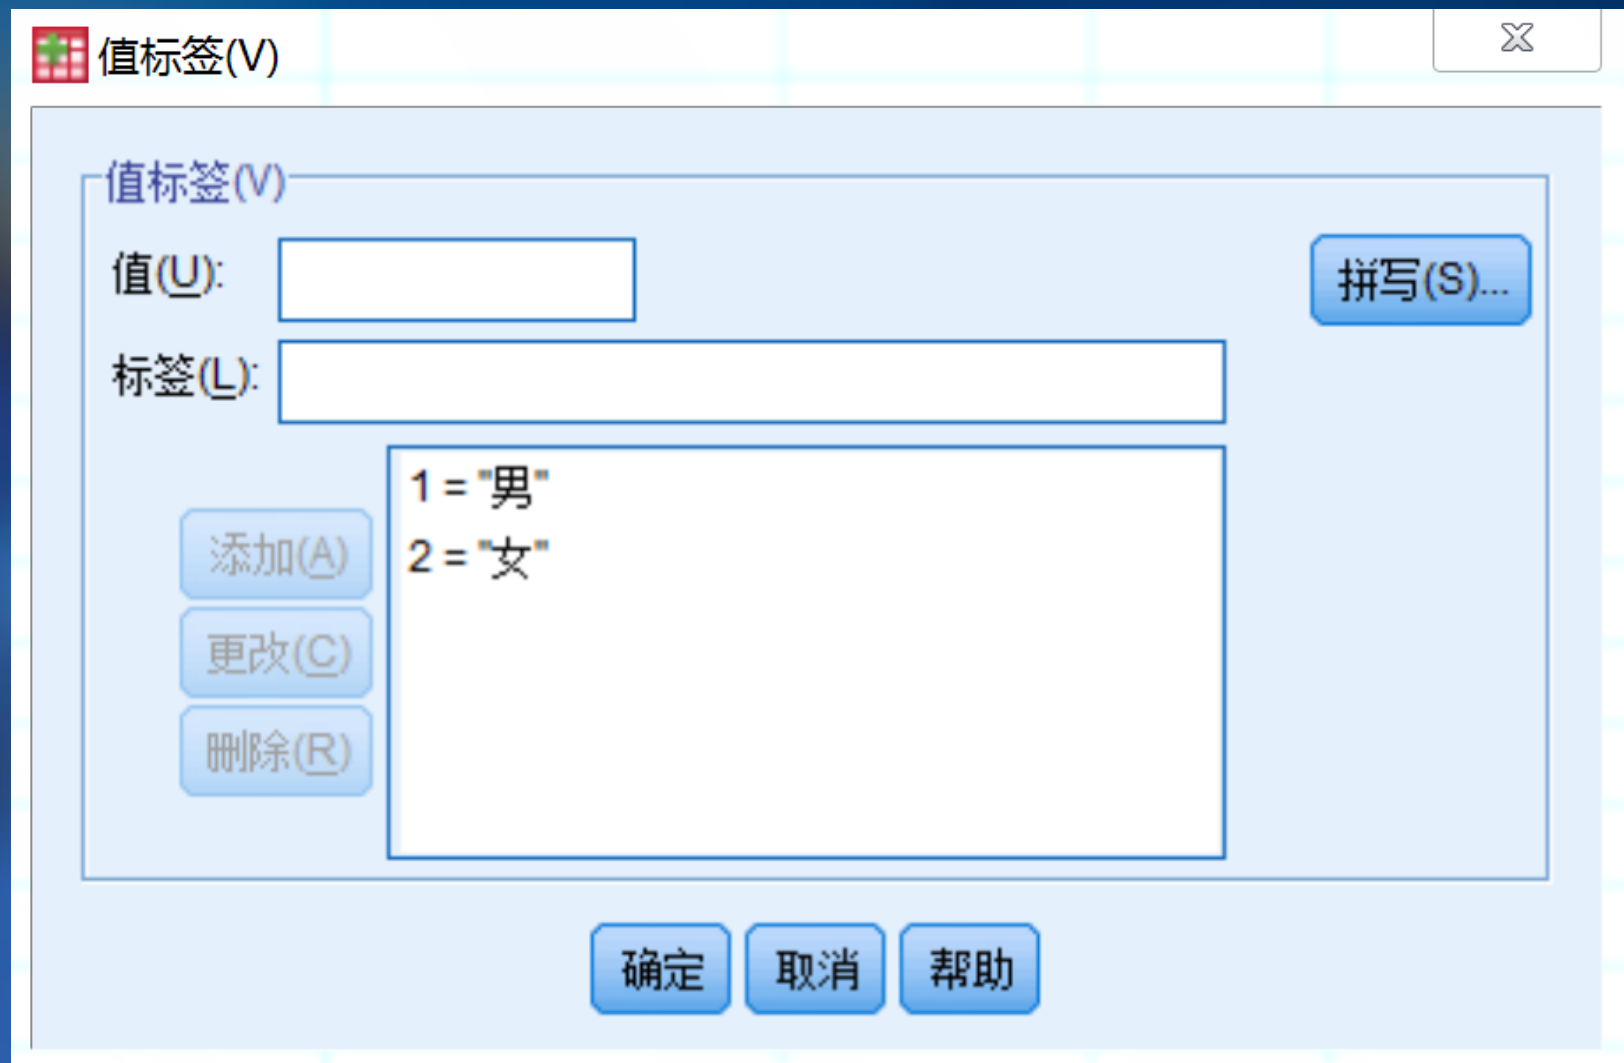 值标签(V)
值标签(V)
值(U):
拼写(S)...
标签(L):
1 = "男"
2 = "女"
添加(A)
更改(C)
删除(R)
确定 取消 帮助